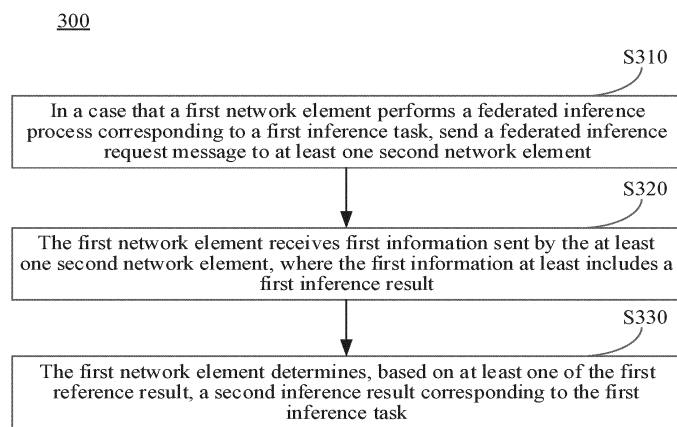 300
S310
In a case that a first network element performs a federated inference
process corresponding to a first inference task, send a federated inference
request message to at least one second network element
S320
The first network element receives first information sent by the at least
one second network element, where the first information at least includes a
first inference result
S330
The first network element determines, based on at least one of the first
reference result, a second inference result corresponding to the first
inference task